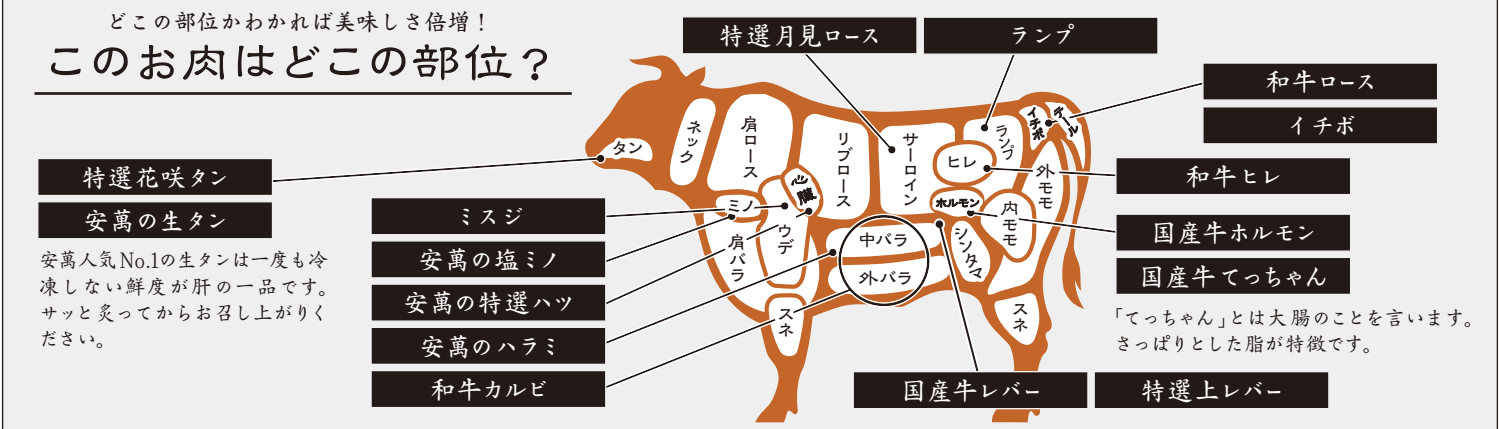 どこの部位かわかれば美味しさ倍増！
このお肉はどこの部位？
特選花咲タン
安萬の生タン
安萬人気No.1の生タンは一度も冷
凍しない鮮度が肝の一品です。
サッと炙ってからお召し上がりく
ださい。
ミスジ
安萬の塩ミノ
安萬の特選ハツ
安萬のハラミ
和牛カルビ
特選月見ロース
ランプ
和牛ロース
イチボ
和牛ヒレ
国産牛ホルモン
国産牛てっちゃん
「てっちゃん」とは大腸のことを言います。
さっぱりとした脂が特徴です。
国産牛レバー
特選上レバー
タン
ネック
肩ロース
リブロース
サーロイン
ランプ
イチボ
テール
ヒレ
外モモ
心臓
ミノ
ホルモン
内モモ
ウデ
肩バラ
中バラ
外バラ
シンタマ
スネ
スネ